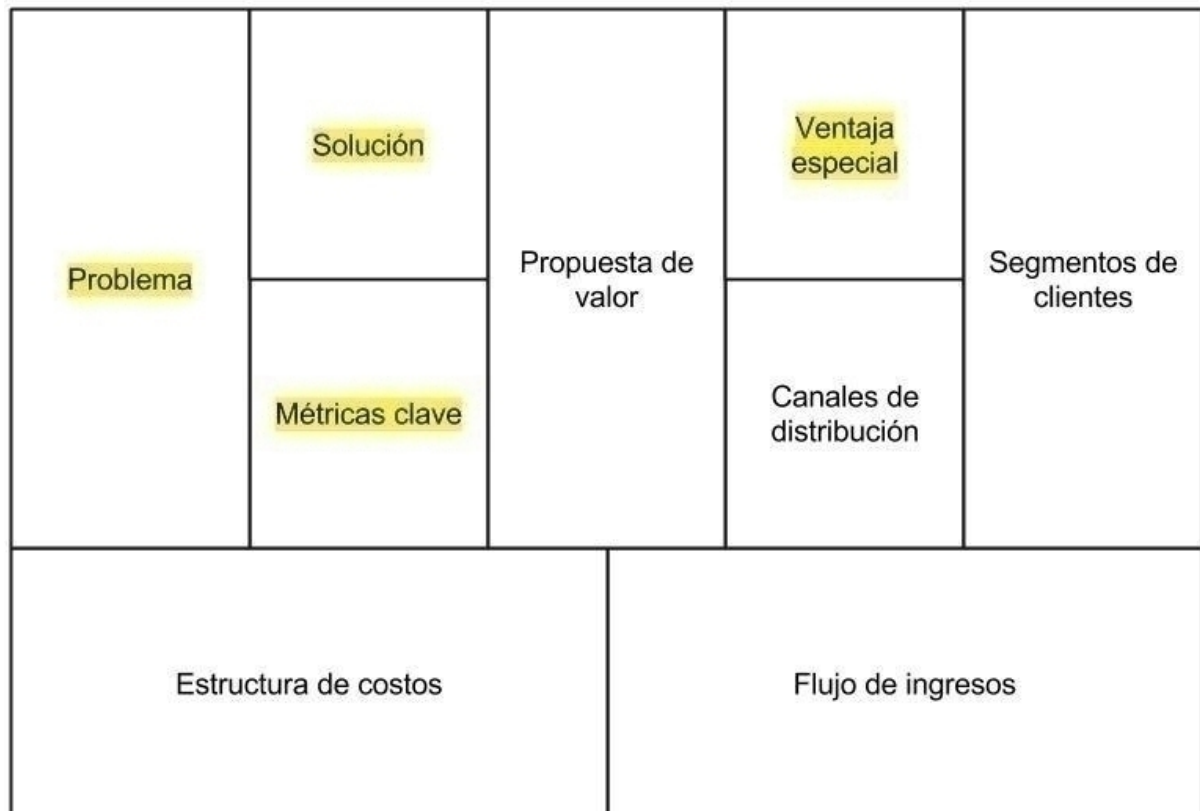 Problema
Solución
Métricas clave
Propuesta de
valor
Ventaja
especial
Canales de
distribución
Segmentos de
clientes
Estructura de costos
Flujo de ingresos